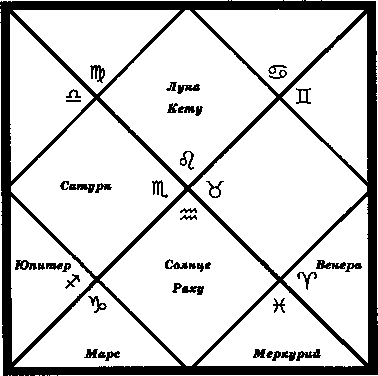 ♍ ♋
Луна
♎ ♊
Кету
♌
Сатурн ♏ ♉
♒
Юпитер Солнце Венера
♐ ♈
Раху
♑ ♓
Марс Меркурий